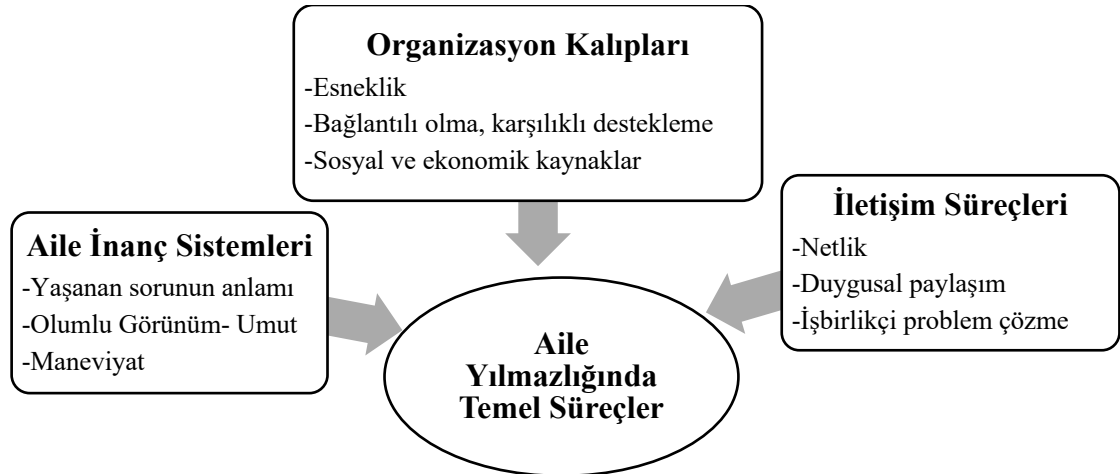 Organizasyon Kalıpları
-Esneklik
-Bağlantılı olma, karşılıklı destekleme
-Sosyal ve ekonomik kaynaklar
Aile İnanç Sistemleri
-Yaşanan sorunun anlamı
-Olumlu Görünüm- Umut
-Maneviyat
İletişim Süreçleri
-Netlik
-Duygusal paylaşım
-İşbirlikçi problem çözme
Aile
Yılmazlığında
Temel Süreçler